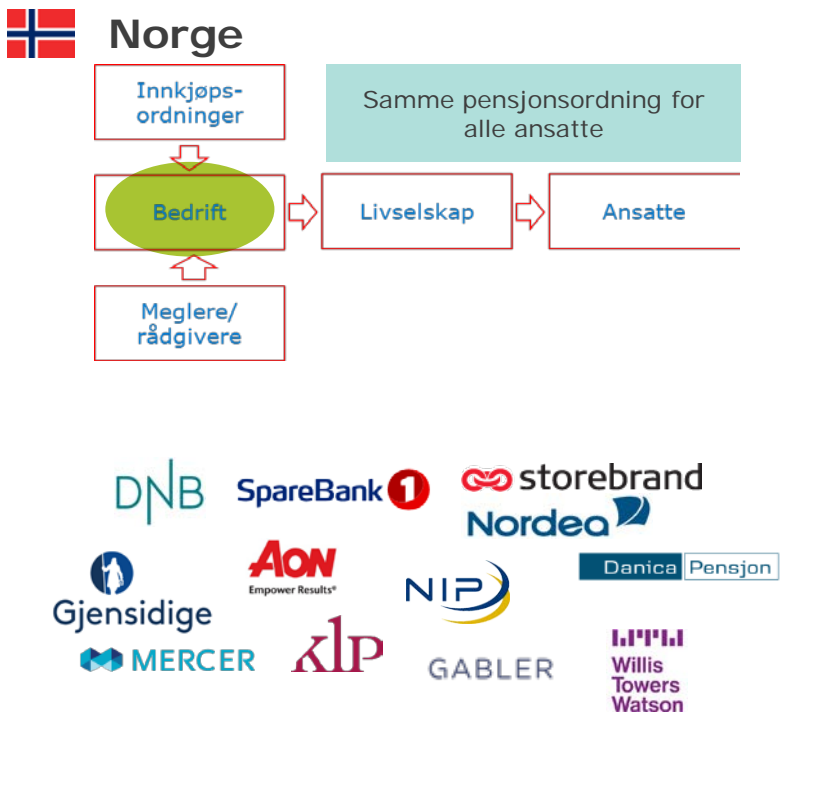 Norge
Innkjøps-
ordninger
Samme pensjonsordning for
alle ansatte
Bedrift
Livselskap
Ansatte
Meglere/
rådgivere
DNB
SpareBank 1
storebrand
Nordea
Gjensidige
AON
Empower Results®
NIP
Danica Pensjon
MERCER
klp
GABLER
Willis
Towers
Watson